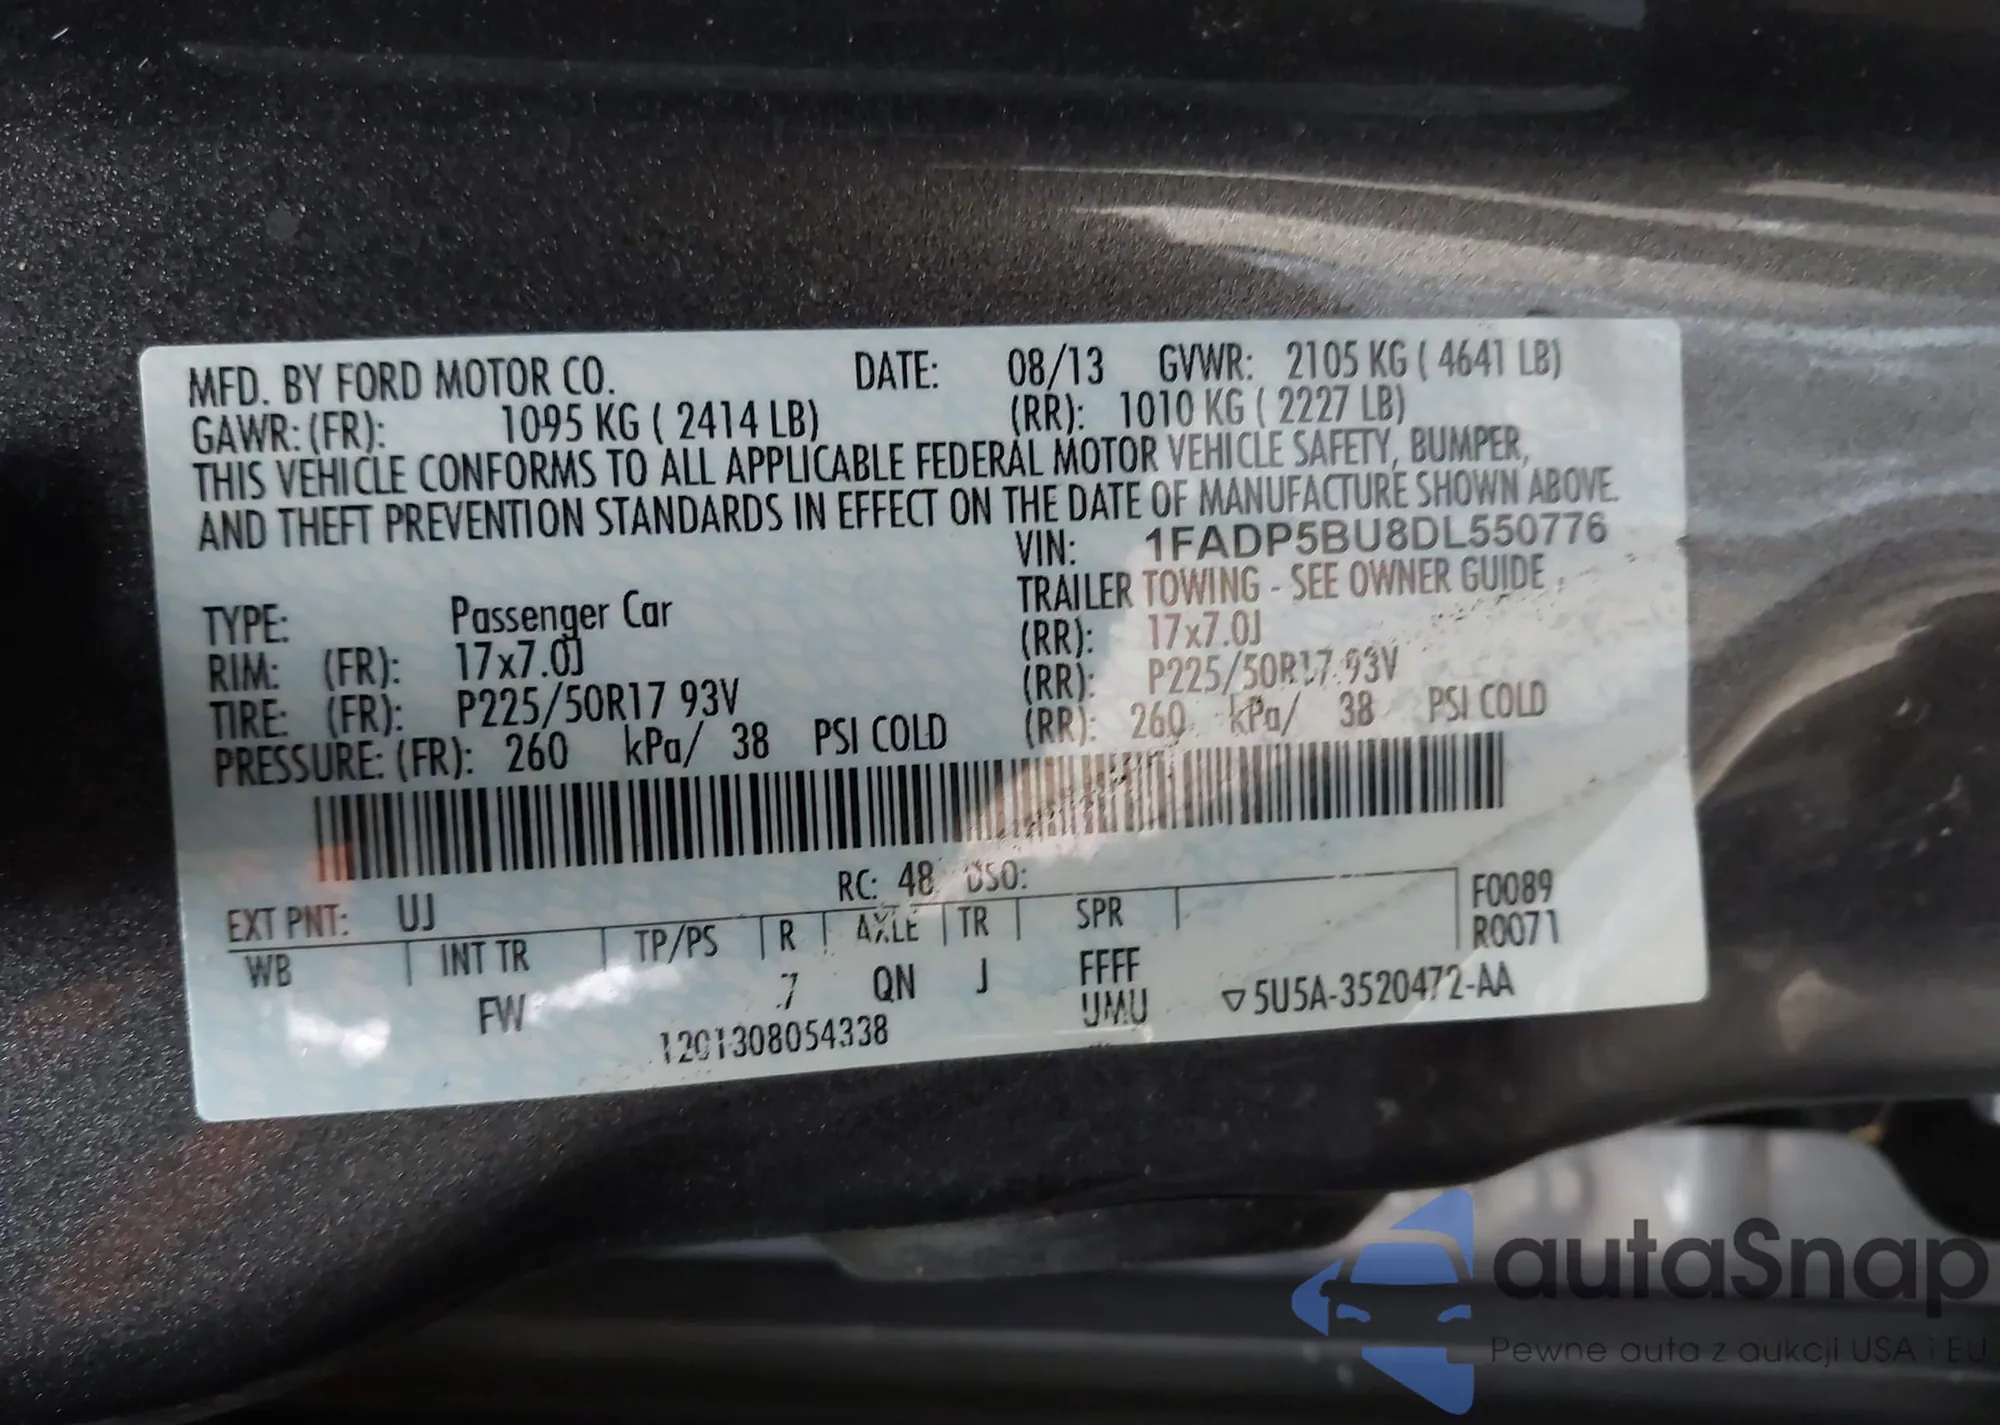 MFD. BY FORD MOTOR CO. DATE: 08/13 GVWR: 2105 KG ( 4641 LB)
GAWR: (FR): 1095 KG ( 2414 LB) (RR): 1010 KG ( 2227 LB)
THIS VEHICLE CONFORMS TO ALL APPLICABLE FEDERAL MOTOR VEHICLE SAFETY, BUMPER,
AND THEFT PREVENTION STANDARDS IN EFFECT ON THE DATE OF MANUFACTURE SHOWN ABOVE.
VIN: 1FADP5BU8DL550776
TYPE: Passenger Car TRAILER TOWING - SEE OWNER GUIDE
RIM: (FR): 17x7.0J (RR): 17x7.0J
TIRE: (FR): P225/50R17 93V (RR): P225/50R17 93V
PRESSURE: (FR): 260 kPa/ 38 PSI COLD (RR): 260 kPa/ 38 PSI COLD
EXT PNT: UJ RC: 48 DSO: F0089
WB INT TR TP/PS R AXLE TR SPR R0071
FW 7 QN J FFFF
1201308054338 UMU ▽5U5A-3520472-AA
autaSnap
Pewne auta z aukcji USA i EU